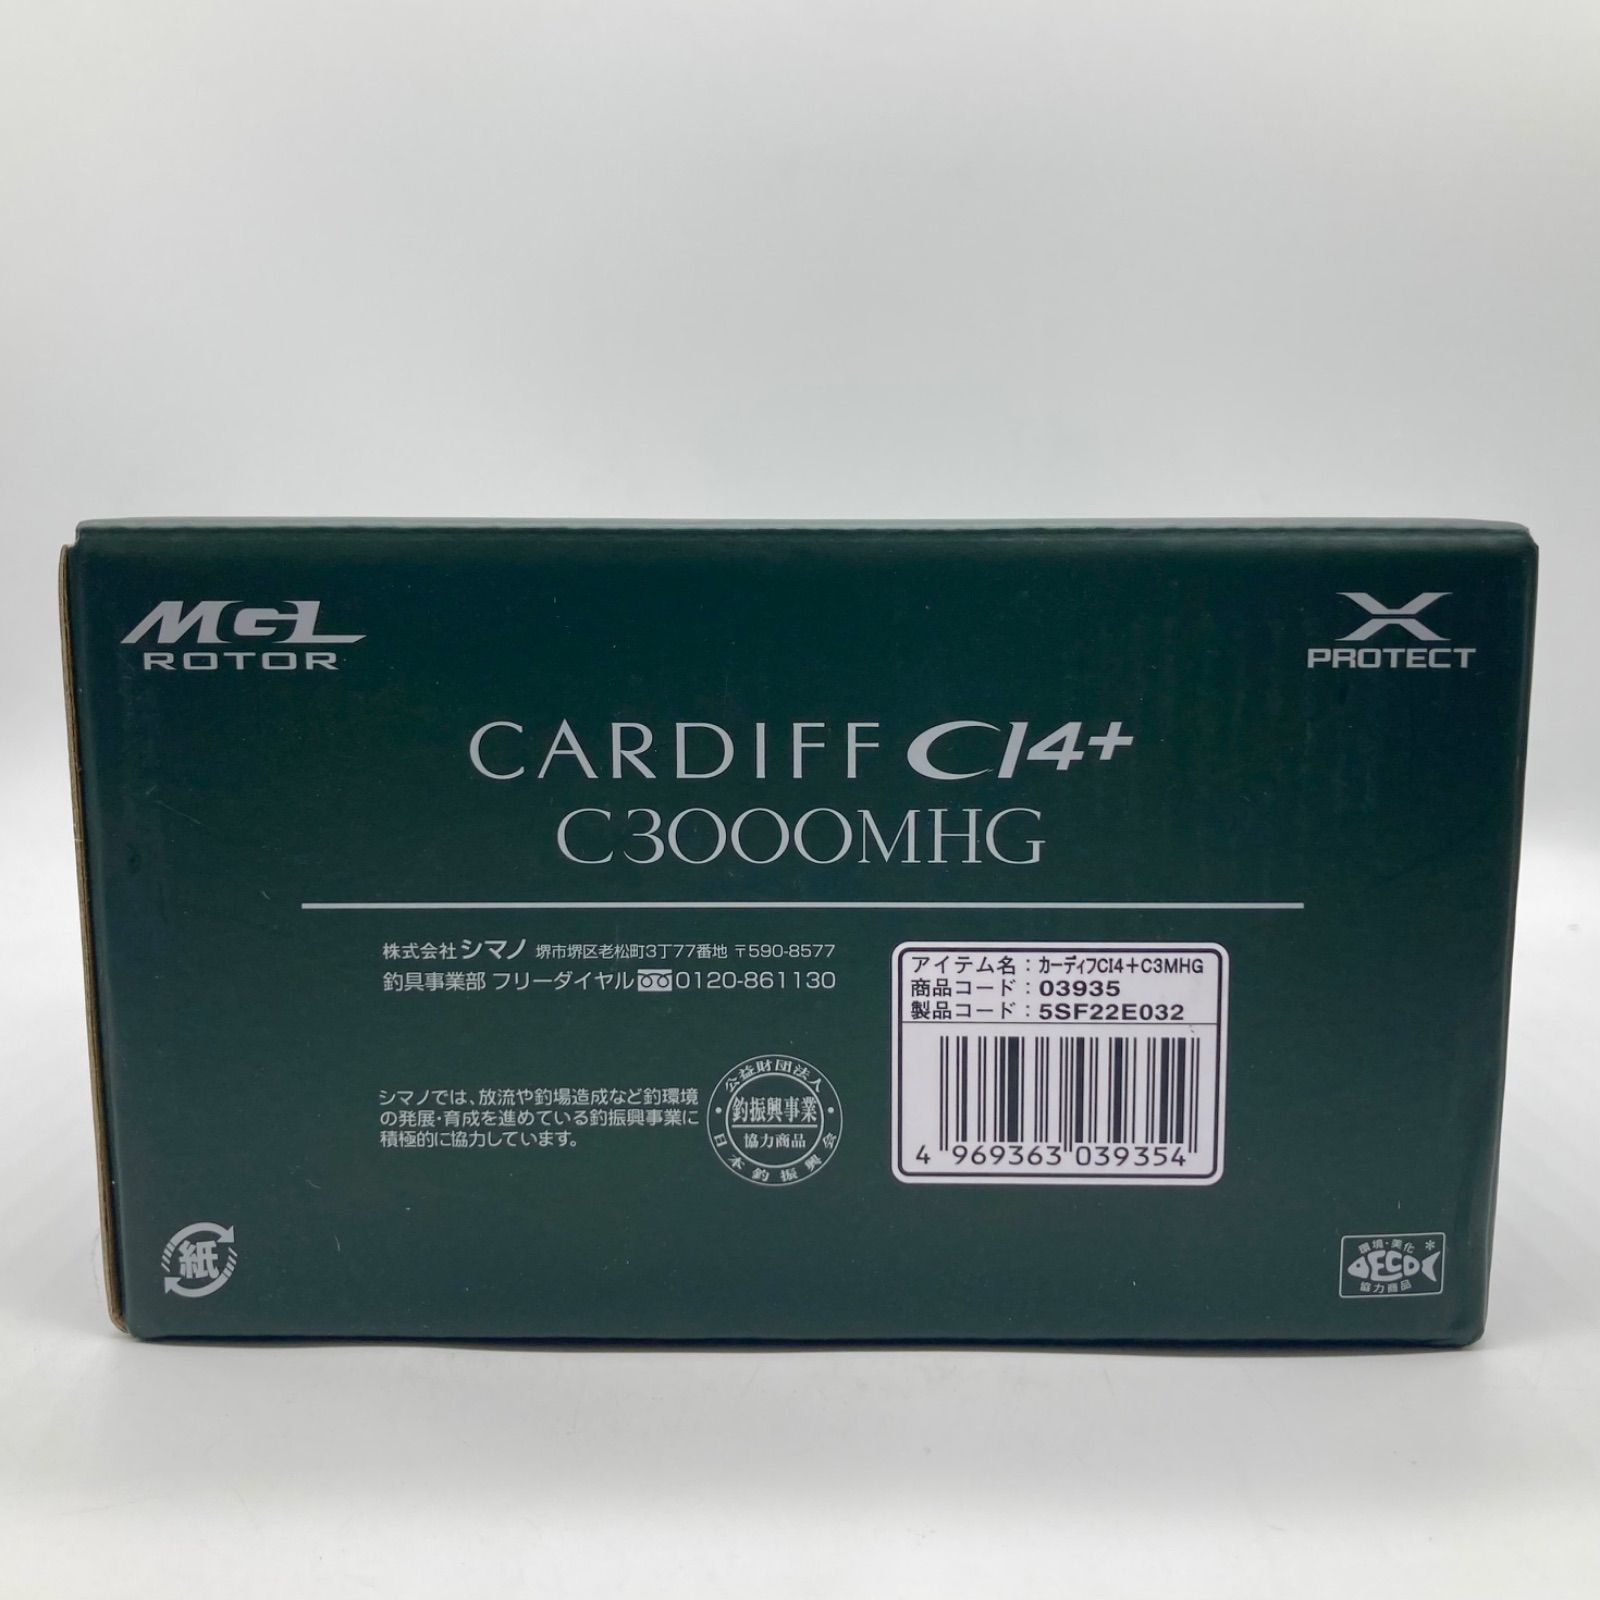 MGL
ROTOR
X
PROTECT
CARDIFF CI4+
C3000MHG
株式会社シマノ 堺市堺区老松町3丁77番地 〒590-8577
釣具事業部 フリーダイヤル 0120-861130
アイテム名：カーディフCI4+C3MHG
商品コード：03935
製品コード：5SF22E032
4 969363 039354
シマノでは、放流や釣場造成など釣環境
の発展・育成を進めている釣振興事業に
積極的に協力しています。
公益財団法人
釣振興事業
協力商品
日本釣振興会
紙
環境・美化
ECO
協力商品